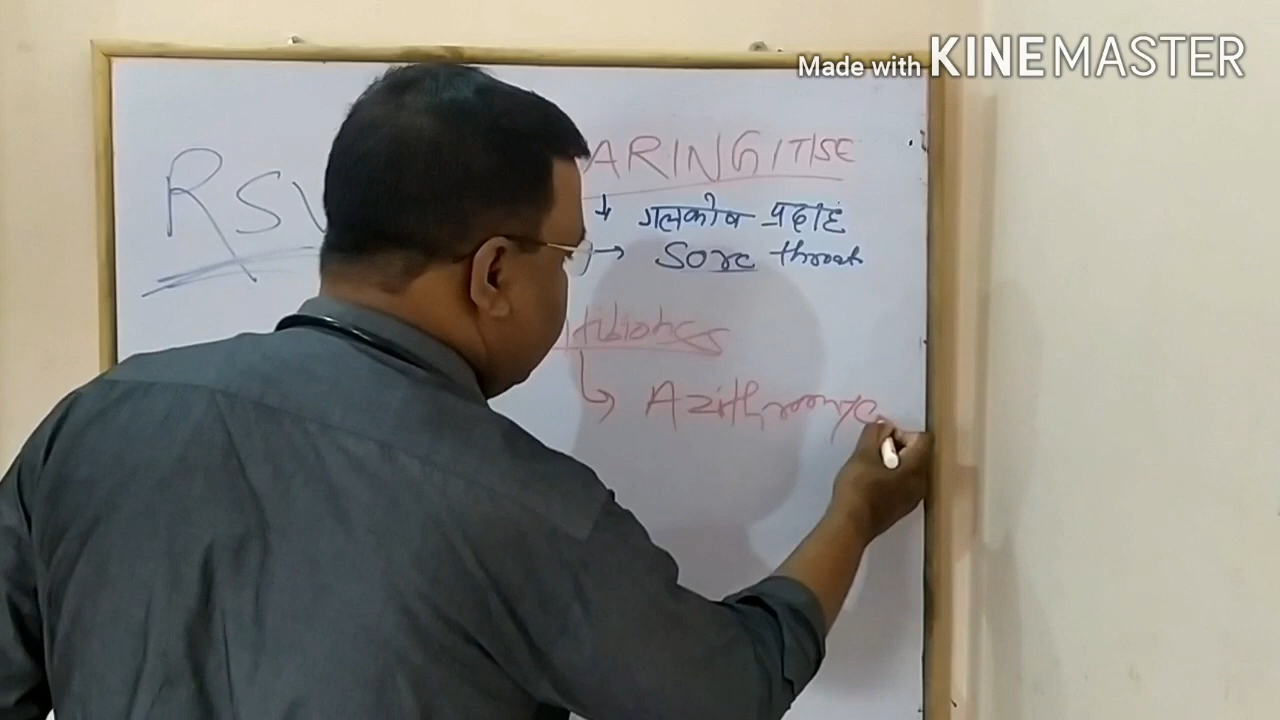 Made with KINEMASTER
ARINGITISE
RSV
↓ गलकोष प्रदाह
→ Sore throat
tibiotics
Azithromyc